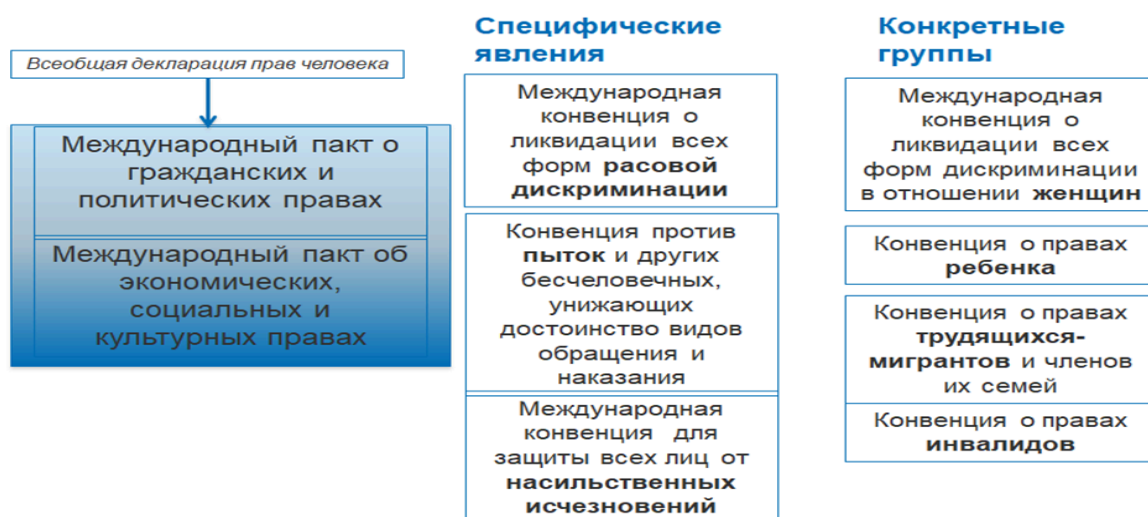 Всеобщая декларация прав человека
Международный пакт о
гражданских и
политических правах
Международный пакт об
экономических,
социальных и
культурных правах
Специфические
явления
Международная
конвенция о
ликвидации всех
форм расовой
дискриминации
Конвенция против
пыток и других
бесчеловечных,
унижающих
достоинство видов
обращения и
наказания
Международная
конвенция для
защиты всех лиц от
насильственных
исчезновений
Конкретные
группы
Международная
конвенция о
ликвидации всех
форм дискриминации
в отношении женщин
Конвенция о правах
ребенка
Конвенция о правах
трудящихся-
мигрантов и членов
их семей
Конвенция о правах
инвалидов